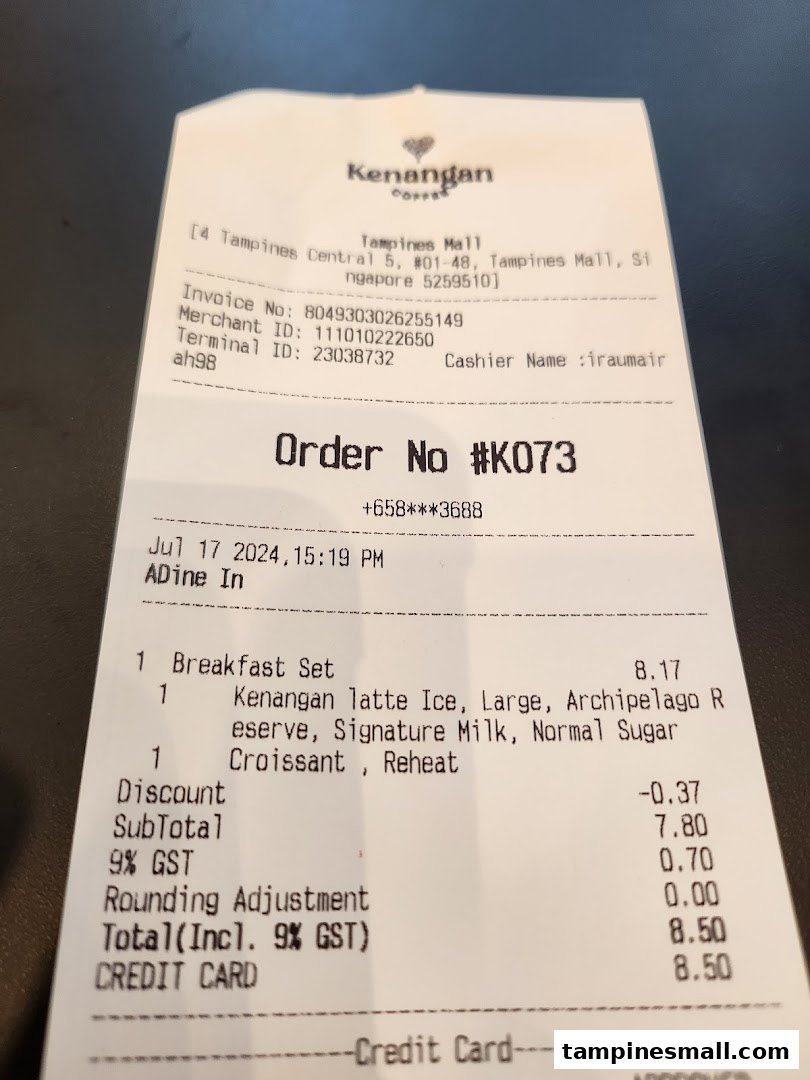 Kenangan
COFFEE
Tampines Mall
[4 Tampines Central 5, #01-48, Tampines Mall, Si
ngapore 5259510]
Invoice No: 8049303026255149
Merchant ID: 111010222650
Terminal ID: 23038732 Cashier Name :iraumair
ah98
Order No #K073
+658***3688
Jul 17 2024,15:19 PM
ADine In
1 Breakfast Set 8.17
1 Kenangan latte Ice, Large, Archipelago R
eserve, Signature Milk, Normal Sugar
1 Croissant , Reheat
Discount -0.37
SubTotal 7.80
9% GST 0.70
Rounding Adjustment 0.00
Total(Incl. 9% GST) 8.50
CREDIT CARD 8.50
Credit Card
tampinesmall.com